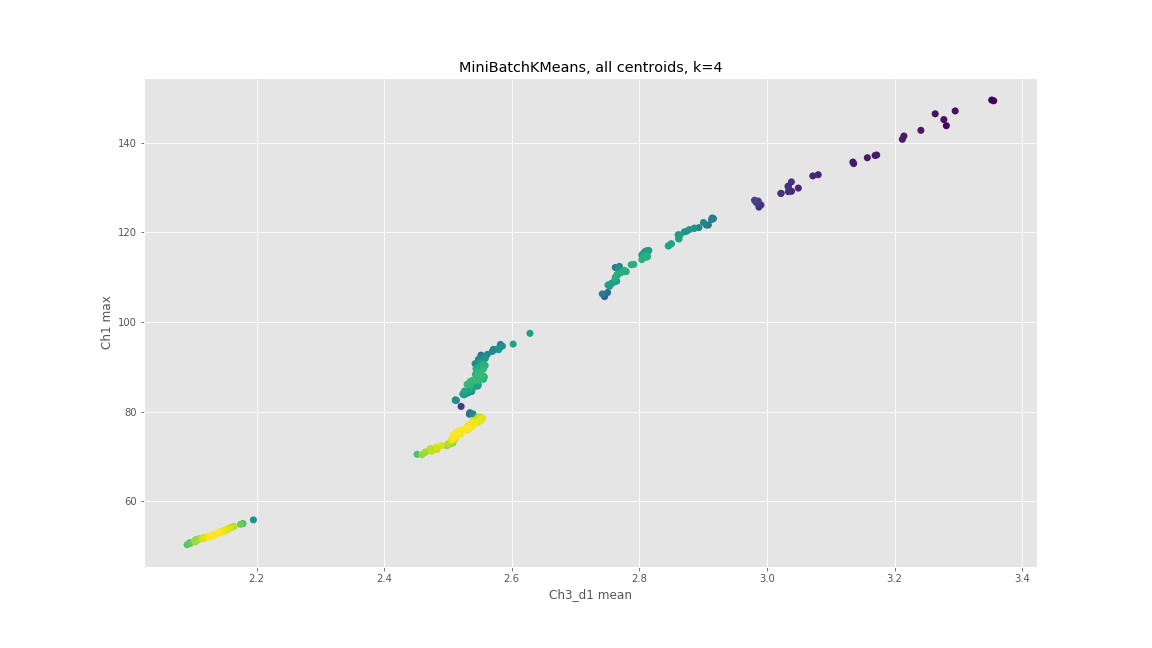 MiniBatchKMeans, all centroids, k=4
140
120
100
80
60
Ch1 max
2.2 2.4 2.6 2.8 3.0 3.2 3.4
Ch3_d1 mean